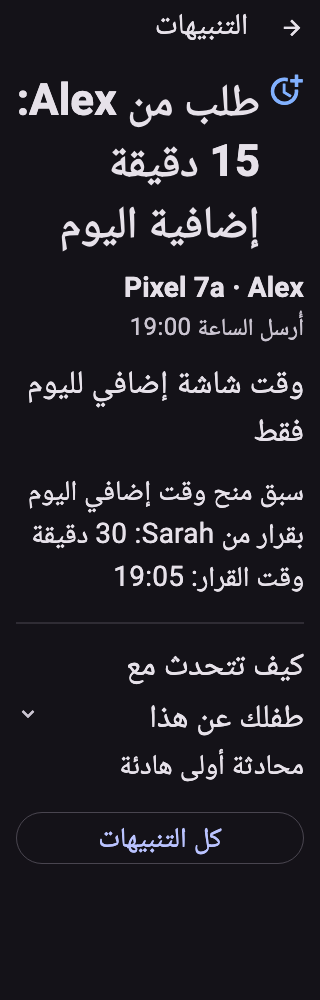 التنبيهات
طلب من Alex:
15 دقيقة
إضافية اليوم
Pixel 7a · Alex
أُرسل الساعة 19:00
وقت شاشة إضافي لليوم
فقط
سبق منح وقت إضافي اليوم
بقرار من Sarah: 30 دقيقة
وقت القرار: 19:05
كيف تتحدث مع
طفلك عن هذا
محادثة أولى هادئة
كل التنبيهات